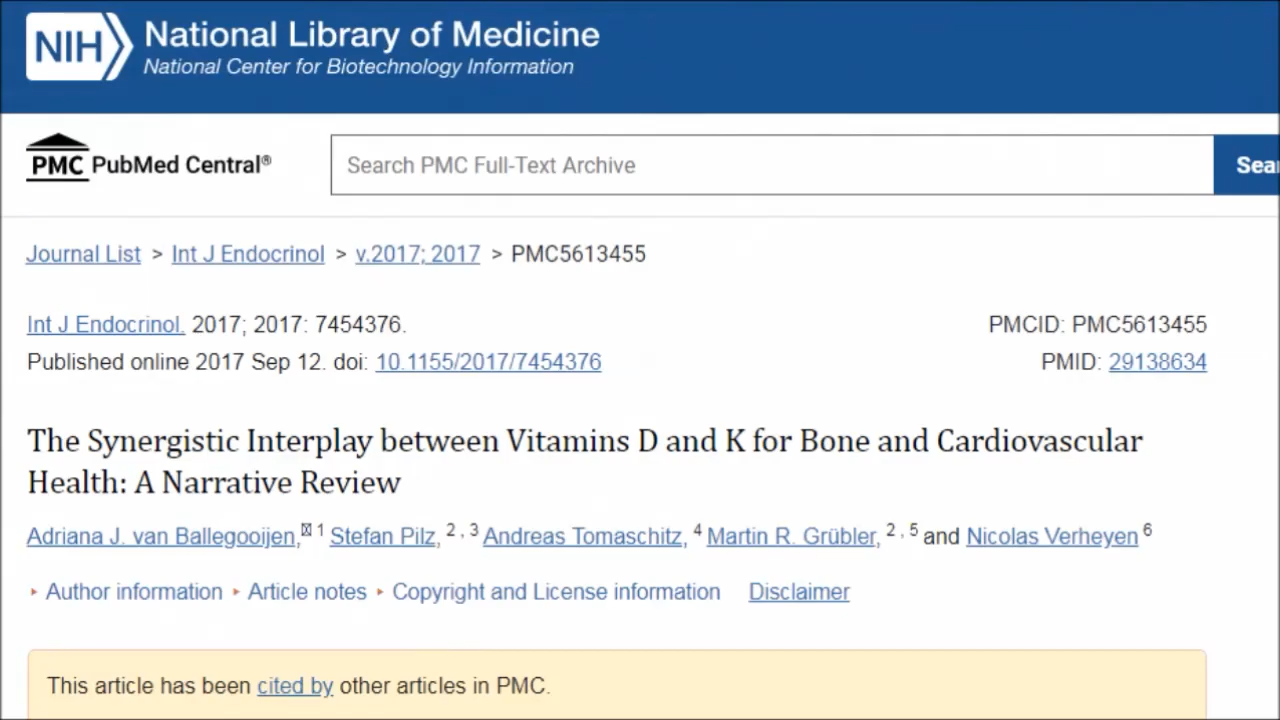 NIH National Library of Medicine
National Center for Biotechnology Information
PMC PubMed Central®
Search PMC Full-Text Archive
Journal List > Int J Endocrinol > v.2017; 2017 > PMC5613455
Int J Endocrinol. 2017; 2017: 7454376. PMCID: PMC5613455
Published online 2017 Sep 12. doi: 10.1155/2017/7454376 PMID: 29138634
The Synergistic Interplay between Vitamins D and K for Bone and Cardiovascular
Health: A Narrative Review
Adriana J. van Ballegooijen, 1 Stefan Pilz, 2 , 3 Andreas Tomaschitz, 4 Martin R. Grübler, 2 , 5 and Nicolas Verheyen 6
‣ Author information ‣ Article notes ‣ Copyright and License information Disclaimer
This article has been cited by other articles in PMC.